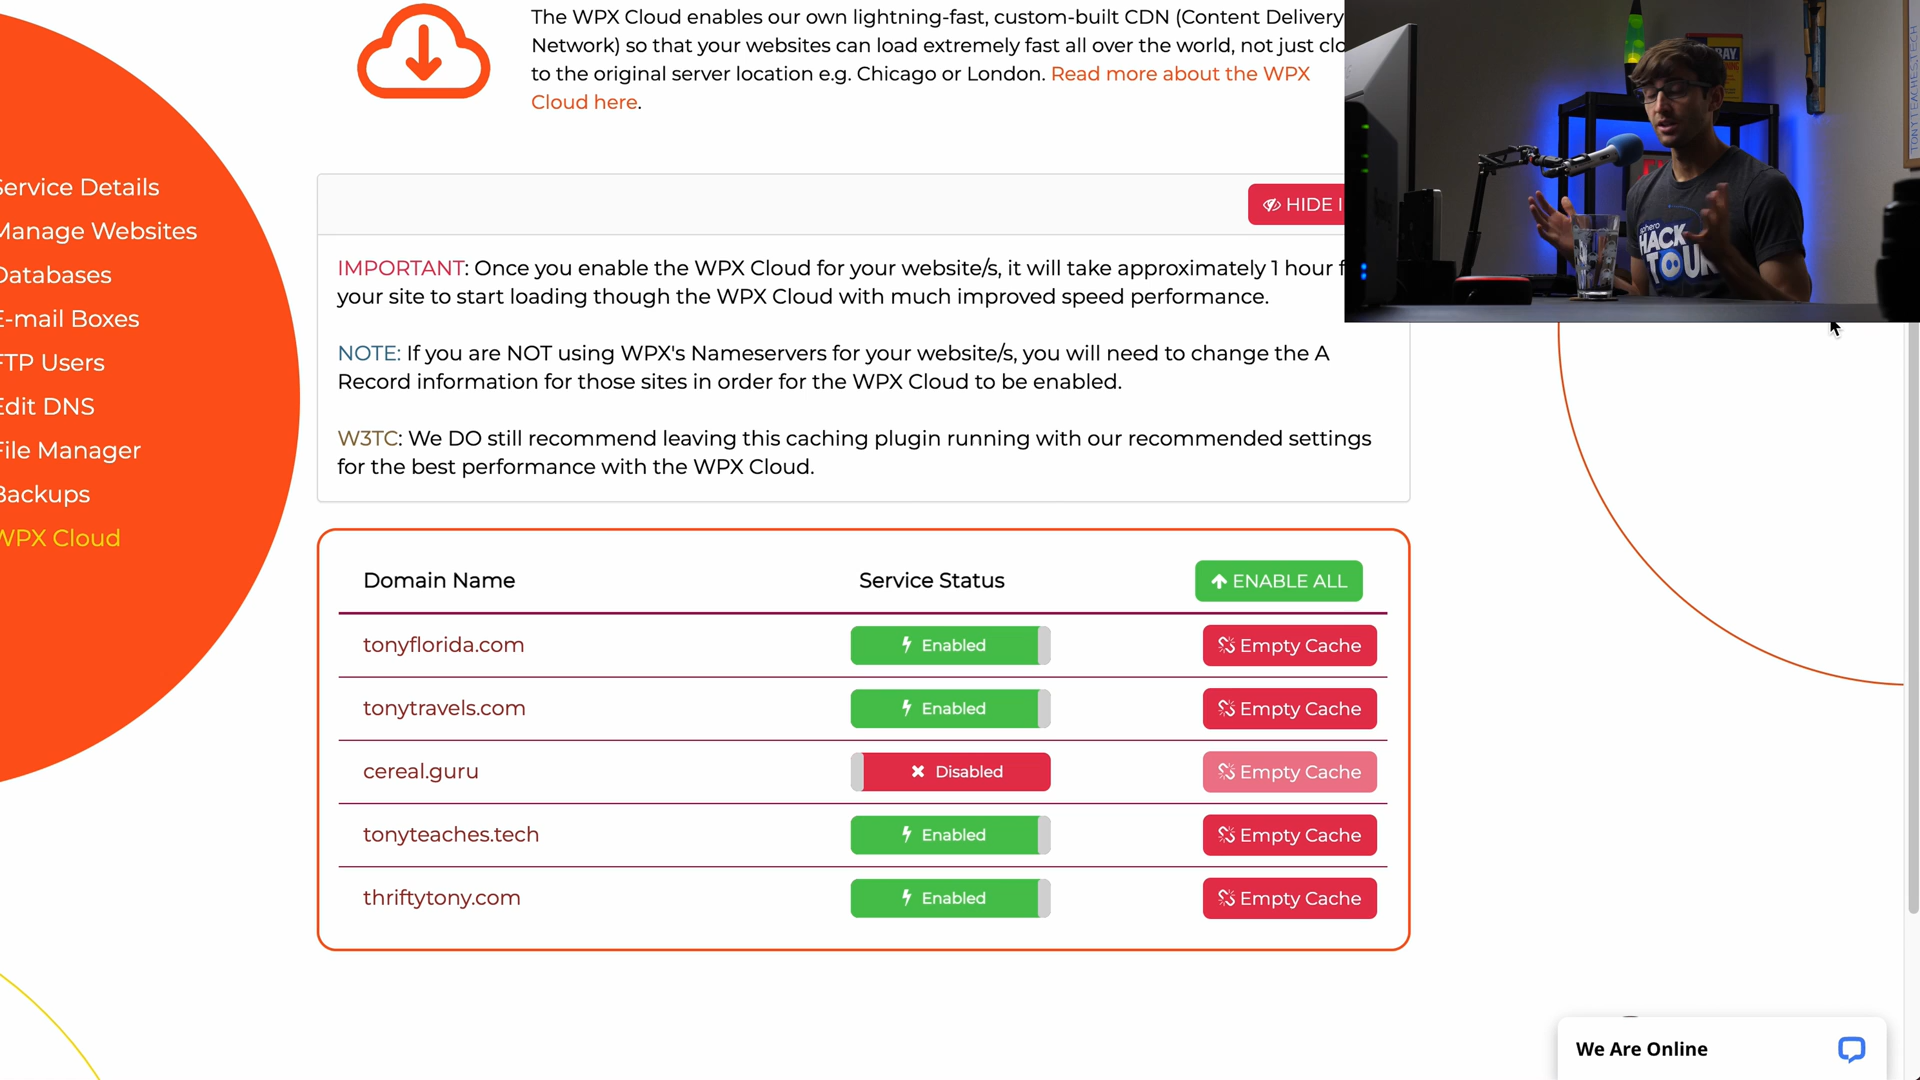 The WPX Cloud enables our own lightning-fast, custom-built CDN (Content Delivery
Network) so that your websites can load extremely fast all over the world, not just clo
to the original server location e.g. Chicago or London. Read more about the WPX
Cloud here.
HIDE I
IMPORTANT: Once you enable the WPX Cloud for your website/s, it will take approximately 1 hour f
your site to start loading though the WPX Cloud with much improved speed performance.
NOTE: If you are NOT using WPX's Nameservers for your website/s, you will need to change the A
Record information for those sites in order for the WPX Cloud to be enabled.
W3TC: We DO still recommend leaving this caching plugin running with our recommended settings
for the best performance with the WPX Cloud.
Service Details
Manage Websites
Databases
E-mail Boxes
FTP Users
Edit DNS
File Manager
Backups
WPX Cloud
Domain Name Service Status ENABLE ALL
tonyflorida.com Enabled Empty Cache
tonytravels.com Enabled Empty Cache
cereal.guru Disabled Empty Cache
tonyteaches.tech Enabled Empty Cache
thriftytony.com Enabled Empty Cache
We Are Online
sphero
HACK
TOUR
TONYTEACHES.TECH